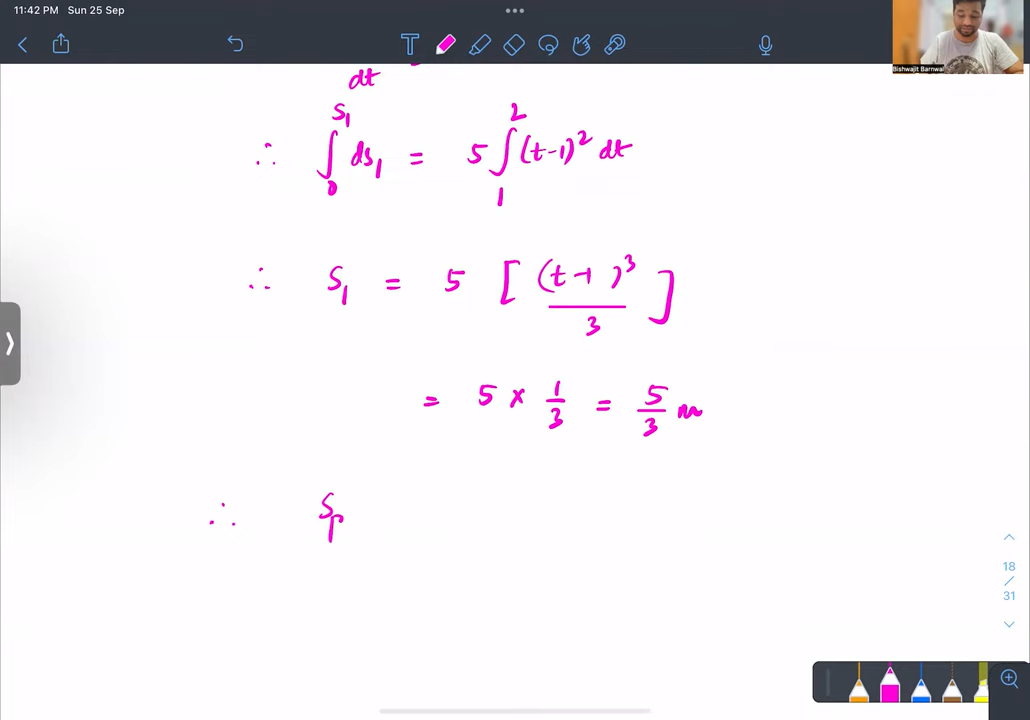 11:42 PM Sun 25 Sep
Bishwajit Barnwal
dt
∴ ∫₀^{S₁} ds₁ = 5 ∫₁² (t-1)² dt
∴ S₁ = 5 [ (t-1)³ / 3 ]
= 5 × 1/3 = 5/3 m
∴ S
18
/
31